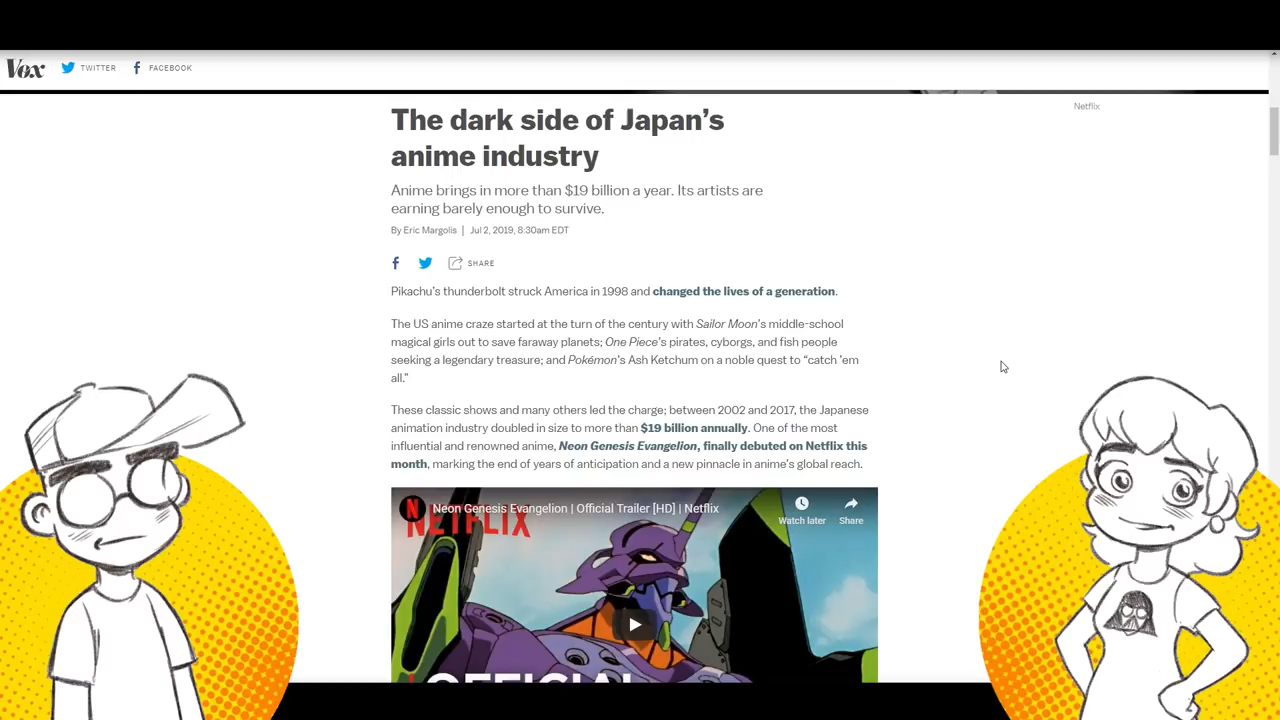 Vox TWITTER FACEBOOK
Netflix
The dark side of Japan’s
anime industry
Anime brings in more than $19 billion a year. Its artists are
earning barely enough to survive.
By Eric Margolis | Jul 2, 2019, 8:30am EDT
SHARE
Pikachu’s thunderbolt struck America in 1998 and changed the lives of a generation.
The US anime craze started at the turn of the century with Sailor Moon’s middle-school
magical girls out to save faraway planets; One Piece’s pirates, cyborgs, and fish people
seeking a legendary treasure; and Pokémon’s Ash Ketchum on a noble quest to “catch ’em
all.”
These classic shows and many others led the charge; between 2002 and 2017, the Japanese
animation industry doubled in size to more than $19 billion annually. One of the most
influential and renowned anime, Neon Genesis Evangelion, finally debuted on Netflix this
month, marking the end of years of anticipation and a new pinnacle in anime’s global reach.
N Neon Genesis Evangelion | Official Trailer [HD] | Netflix
NETFLIX
Watch later Share
OFFICIAL